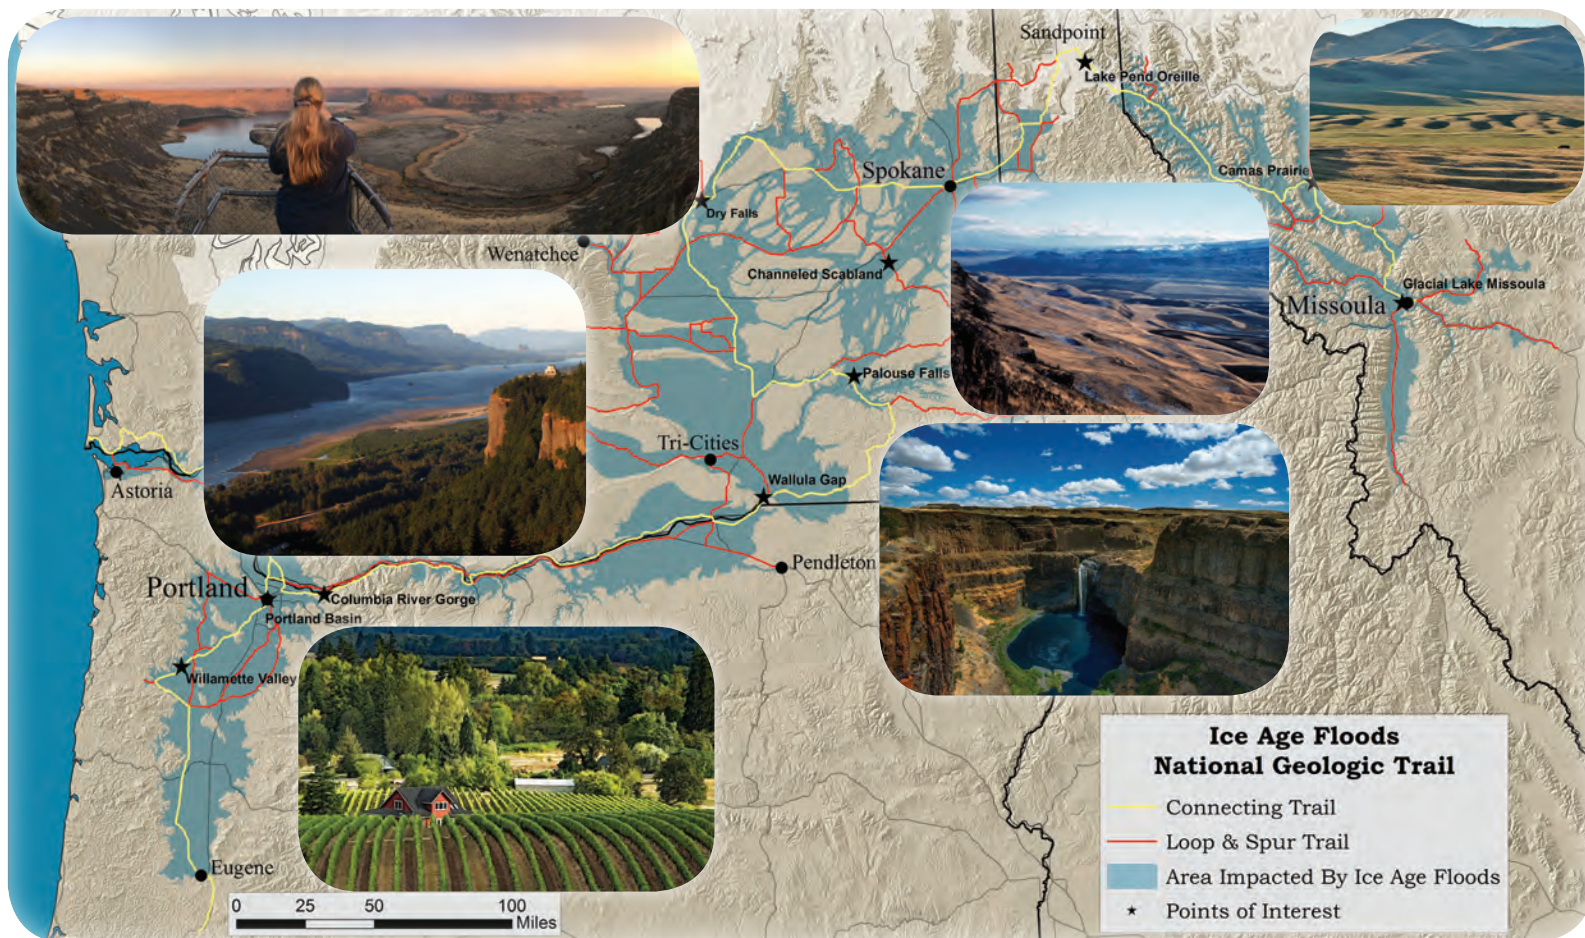 Sandpoint
Lake Pend Oreille
Camas Prairie
Spokane
Dry Falls
Wenatchee
Channeled Scabland
Glacial Lake Missoula
Missoula
Palouse Falls
Tri-Cities
Wallula Gap
Astoria
Pendleton
Portland
Columbia River Gorge
Portland Basin
Willamette Valley
Eugene
0 25 50 100
Miles
Ice Age Floods
National Geologic Trail
Connecting Trail
Loop & Spur Trail
Area Impacted By Ice Age Floods
Points of Interest